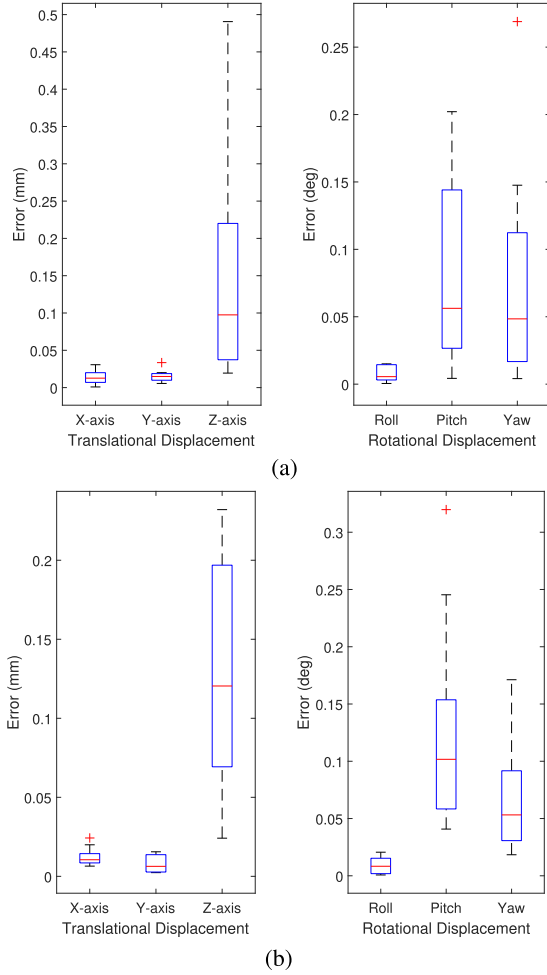 0.5
0.45
0.4
0.35
0.3
0.25
0.2
0.15
0.1
0.05
0
Error (mm)
X-axis Y-axis Z-axis
Translational Displacement
0.25
0.2
0.15
0.1
0.05
0
Error (deg)
Roll Pitch Yaw
Rotational Displacement
(a)
0.2
0.15
0.1
0.05
0
Error (mm)
X-axis Y-axis Z-axis
Translational Displacement
0.3
0.25
0.2
0.15
0.1
0.05
0
Error (deg)
Roll Pitch Yaw
Rotational Displacement
(b)